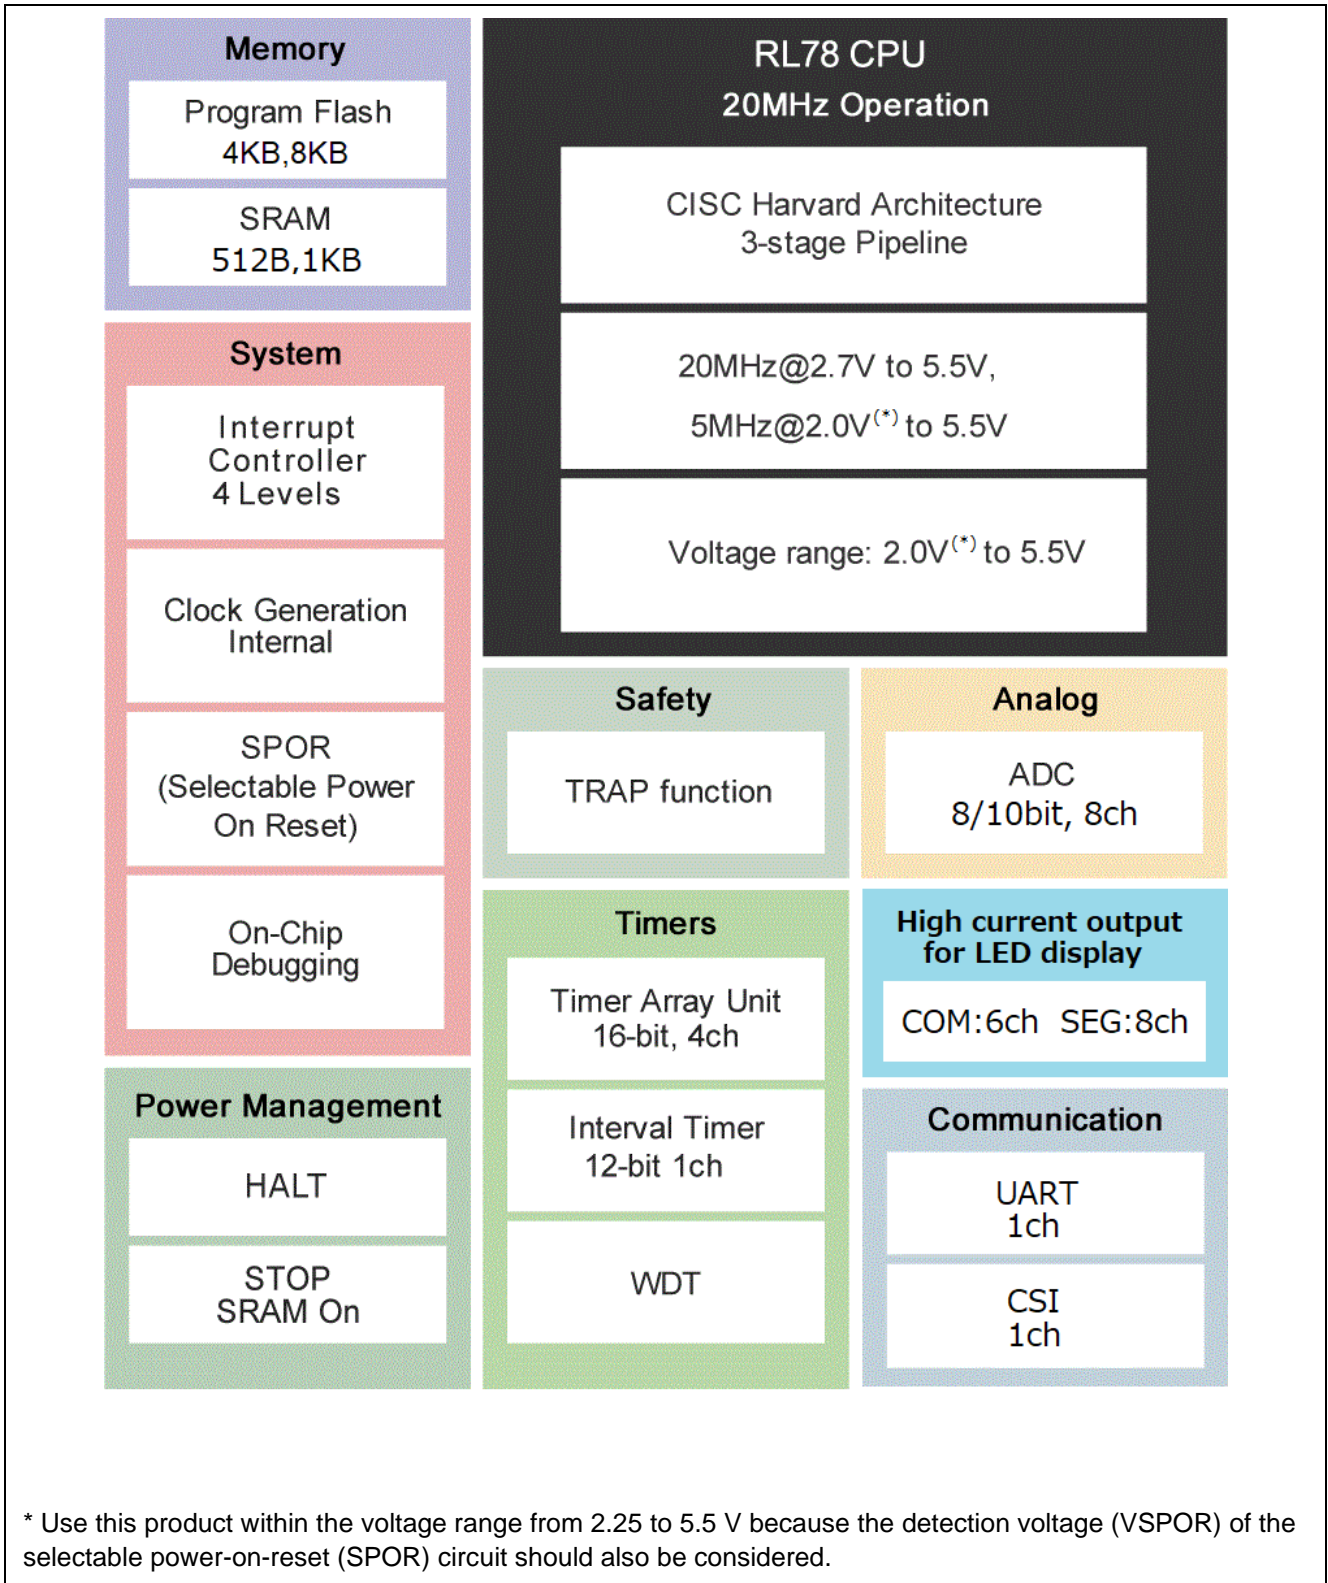 Memory
Program Flash
4KB,8KB
SRAM
512B,1KB
RL78 CPU
20MHz Operation
CISC Harvard Architecture
3-stage Pipeline
20MHz@2.7V to 5.5V,
5MHz@2.0V(*) to 5.5V
Voltage range: 2.0V(*) to 5.5V
System
Interrupt
Controller
4 Levels
Clock Generation
Internal
SPOR
(Selectable Power
On Reset)
On-Chip
Debugging
Safety
TRAP function
Analog
ADC
8/10bit, 8ch
Timers
Timer Array Unit
16-bit, 4ch
Interval Timer
12-bit 1ch
WDT
High current output
for LED display
COM:6ch SEG:8ch
Power Management
HALT
STOP
SRAM On
Communication
UART
1ch
CSI
1ch
* Use this product within the voltage range from 2.25 to 5.5 V because the detection voltage (VSPOR) of the
selectable power-on-reset (SPOR) circuit should also be considered.